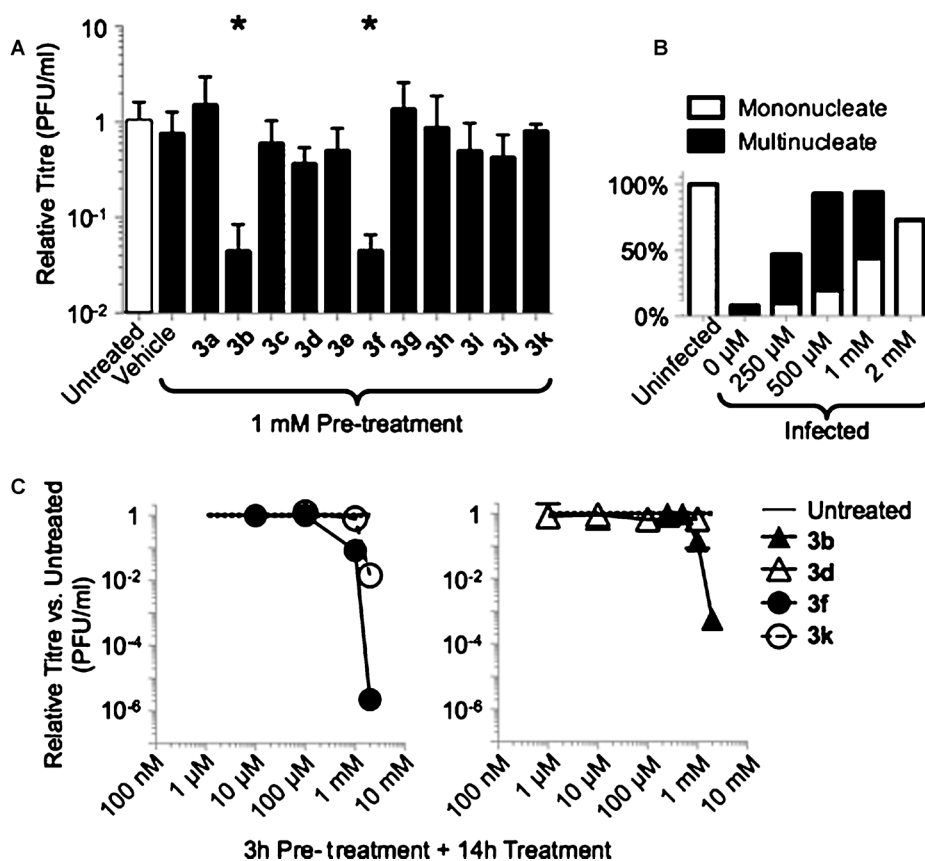 A
*
*
Relative Titre (PFU/ml)
10
1
10-1
10-2
Untreated
Vehicle
3a
3b
3c
3d
3e
3f
3g
3h
3i
3j
3k
1 mM Pre-treatment
B
Mononucleate
Multinucleate
100%
50%
0%
Uninfected
0 µM
250 µM
500 µM
1 mM
2 mM
Infected
C
Relative Titre vs. Untreated
(PFU/ml)
1
10-2
10-4
10-6
100 nM
1 µM
10 µM
100 µM
1 mM
10 mM
1
10-2
10-4
10-6
100 nM
1 µM
10 µM
100 µM
1 mM
10 mM
Untreated
3b
3d
3f
3k
3h Pre-treatment + 14h Treatment